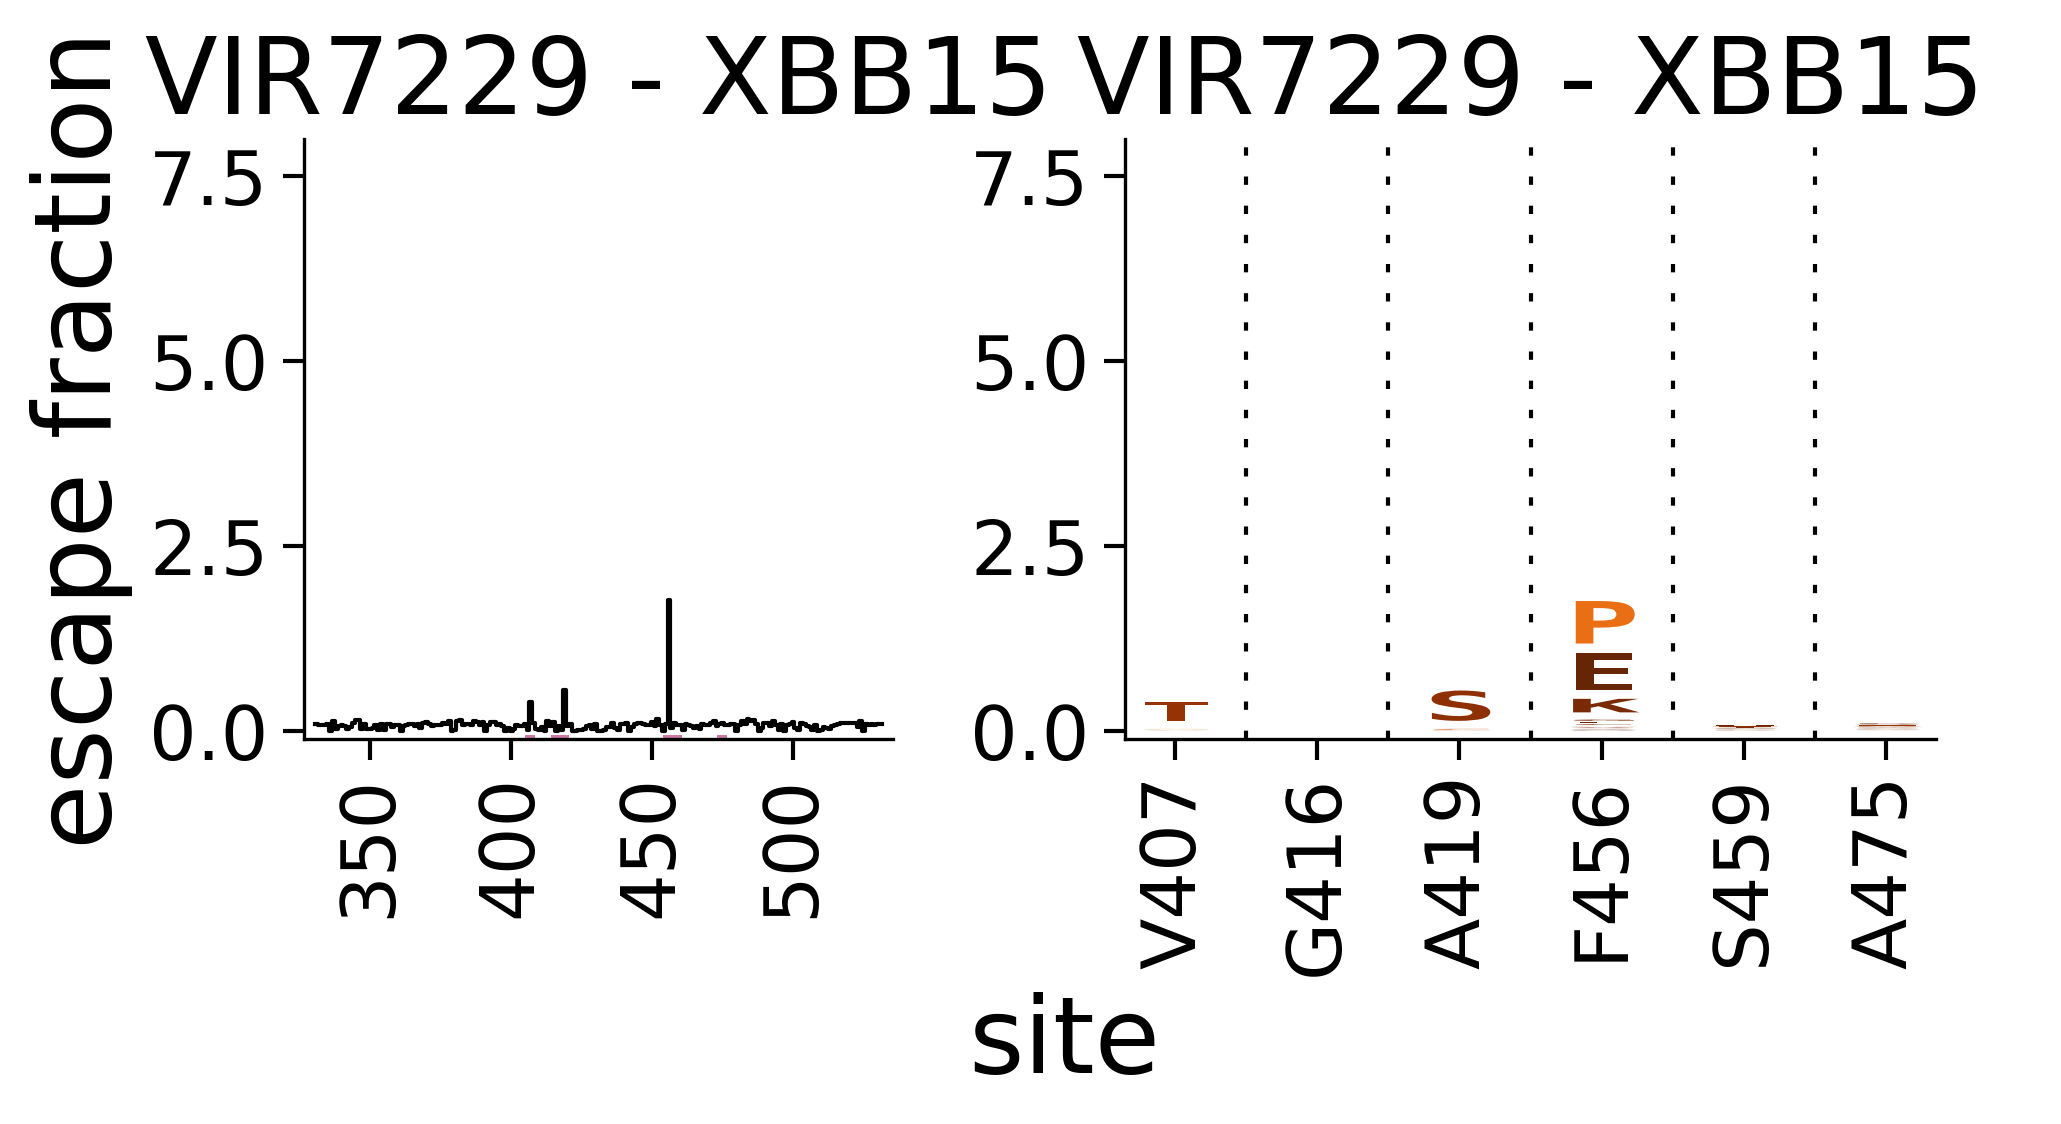 VIR7229 - XBB15 VIR7229 - XBB15
escape fraction
7.5
5.0
2.5
0.0
350
400
450
500
7.5
5.0
2.5
0.0
T
S
P
E
K
V407
G416
A419
F456
S459
A475
site